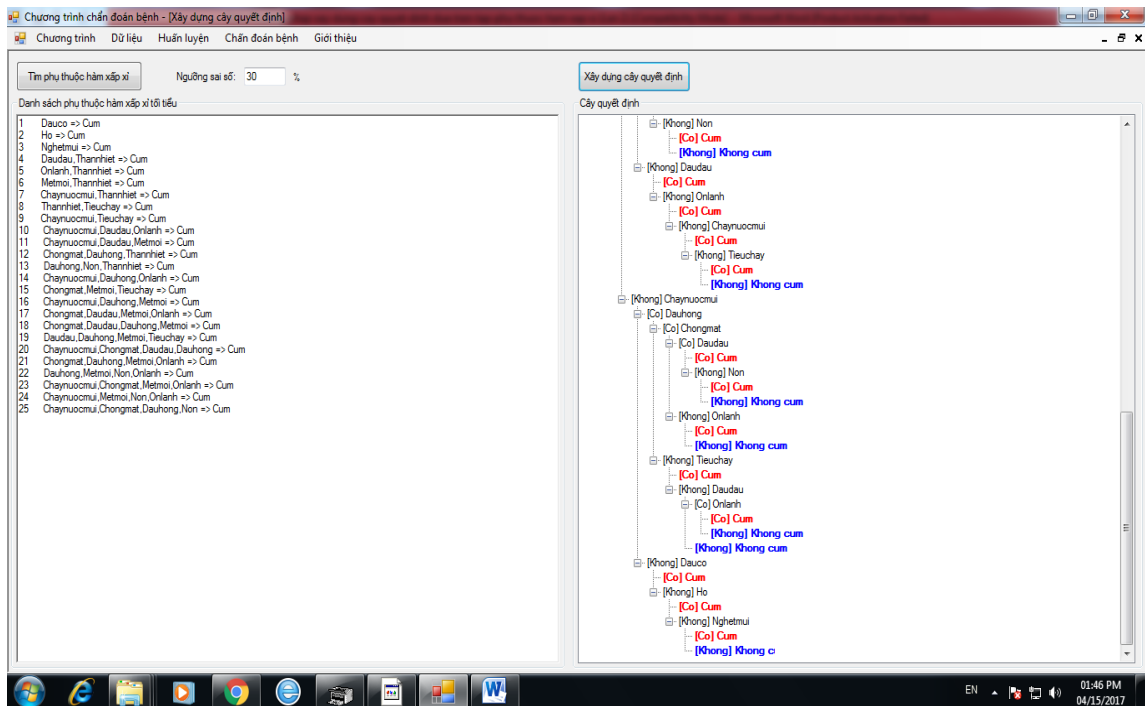 Chương trình chẩn đoán bệnh - [Xây dựng cây quyết định]
Chương trình Dữ liệu Huấn luyện Chẩn đoán bệnh Giới thiệu
Tìm phụ thuộc hàm xấp xỉ Ngưỡng sai số: 30 %
Danh sách phụ thuộc hàm xấp xỉ tối tiểu
1 Dauco => Cum
2 Ho => Cum
3 Nghetmui => Cum
4 Daudau,Thannhiet => Cum
5 Onlanh,Thannhiet => Cum
6 Metmoi,Thannhiet => Cum
7 Chaynuocmui,Thannhiet => Cum
8 Thannhiet,Tieuchay => Cum
9 Chaynuocmui,Tieuchay => Cum
10 Chaynuocmui,Daudau,Onlanh => Cum
11 Chaynuocmui,Daudau,Metmoi => Cum
12 Chongmat,Dauhong,Thannhiet => Cum
13 Dauhong,Non,Thannhiet => Cum
14 Chaynuocmui,Dauhong,Onlanh => Cum
15 Chongmat,Metmoi,Tieuchay => Cum
16 Chaynuocmui,Dauhong,Metmoi => Cum
17 Chongmat,Daudau,Metmoi,Onlanh => Cum
18 Chongmat,Daudau,Dauhong,Metmoi => Cum
19 Daudau,Dauhong,Metmoi,Tieuchay => Cum
20 Chaynuocmui,Chongmat,Daudau,Dauhong => Cum
21 Chongmat,Dauhong,Metmoi,Onlanh => Cum
22 Dauhong,Metmoi,Non,Onlanh => Cum
23 Chaynuocmui,Chongmat,Metmoi,Onlanh => Cum
24 Chaynuocmui,Metmoi,Non,Onlanh => Cum
25 Chaynuocmui,Chongmat,Dauhong,Non => Cum
Xây dựng cây quyết định
Cây quyết định
[Khong] Non
[Co] Cum
[Khong] Khong cum
[Khong] Daudau
[Co] Cum
[Khong] Onlanh
[Co] Cum
[Khong] Chaynuocmui
[Co] Cum
[Khong] Tieuchay
[Co] Cum
[Khong] Khong cum
[Khong] Chaynuocmui
[Co] Dauhong
[Co] Chongmat
[Co] Daudau
[Co] Cum
[Khong] Non
[Co] Cum
[Khong] Khong cum
[Khong] Onlanh
[Co] Cum
[Khong] Khong cum
[Khong] Tieuchay
[Co] Cum
[Khong] Daudau
[Co] Onlanh
[Co] Cum
[Khong] Khong cum
[Khong] Khong cum
[Khong] Dauco
[Co] Cum
[Khong] Ho
[Co] Cum
[Khong] Nghetmui
[Co] Cum
[Khong] Khong c
EN 01:46 PM
04/15/2017